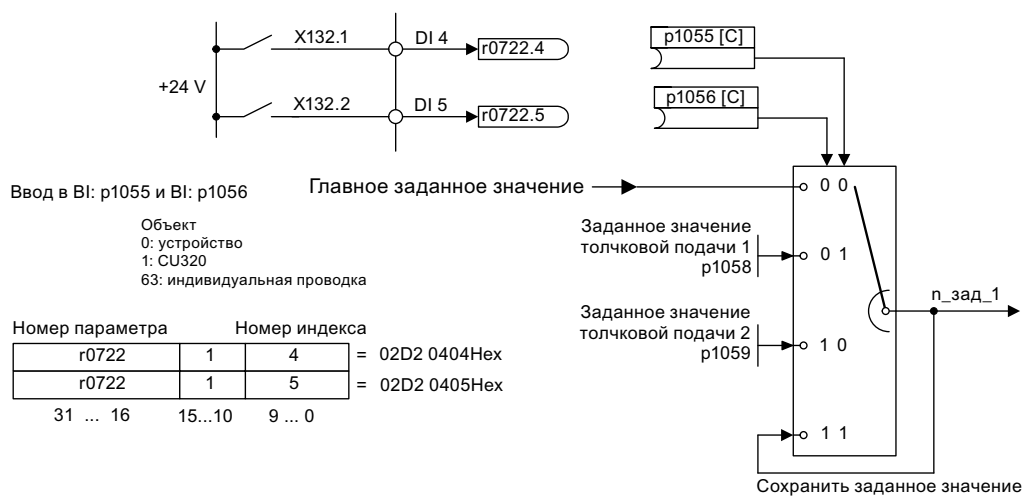 X132.1 DI 4 r0722.4
+24 V
X132.2 DI 5 r0722.5
p1055 [C]
p1056 [C]
Ввод в BI: p1055 и BI: p1056
Объект
0: устройство
1: CU320
63: индивидуальная проводка
Номер параметра Номер индекса
r0722 1 4 = 02D2 0404Hex
r0722 1 5 = 02D2 0405Hex
31 ... 16 15...10 9 ... 0
Главное заданное значение 0 0
Заданное значение
толчковой подачи 1
p1058
0 1
Заданное значение
толчковой подачи 2
p1059
1 0
1 1
n_зад_1
Сохранить заданное значение